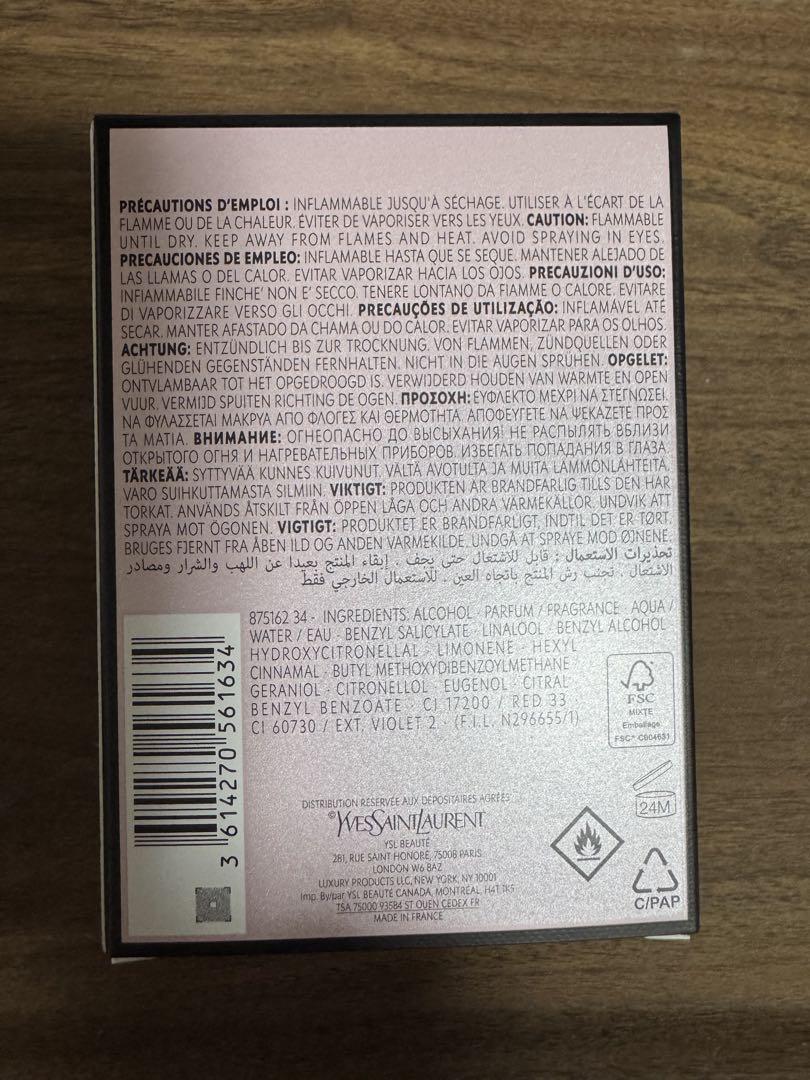 PRÉCAUTIONS D'EMPLOI : INFLAMMABLE JUSQU'À SÉCHAGE. UTILISER À L'ÉCART DE LA
FLAMME OU DE LA CHALEUR. ÉVITER DE VAPORISER VERS LES YEUX. CAUTION: FLAMMABLE
UNTIL DRY. KEEP AWAY FROM FLAMES AND HEAT. AVOID SPRAYING IN EYES.
PRECAUCIONES DE EMPLEO: INFLAMABLE HASTA QUE SE SEQUE. MANTENER ALEJADO DE
LAS LLAMAS O DEL CALOR. EVITAR VAPORIZAR HACIA LOS OJOS. PRECAUZIONI D'USO:
INFIAMMABILE FINCHE' NON E' SECCO. TENERE LONTANO DA FIAMME O CALORE. EVITARE
DI VAPORIZZARE VERSO GLI OCCHI. PRECAUÇÕES DE UTILIZAÇÃO: INFLAMÁVEL ATÉ
SECAR. MANTER AFASTADO DA CHAMA OU DO CALOR. EVITAR VAPORIZAR PARA OS OLHOS.
ACHTUNG: ENTZÜNDLICH BIS ZUR TROCKNUNG. VON FLAMMEN, ZÜNDQUELLEN ODER
GLÜHENDEN GEGENSTÄNDEN FERNHALTEN. NICHT IN DIE AUGEN SPRÜHEN. OPGELET:
ONTVLAMBAAR TOT HET OPGEDROOGD IS. VERWIJDERD HOUDEN VAN WARMTE EN OPEN
VUUR. VERMIJD SPUITEN RICHTING DE OGEN. ΠΡΟΣΟΧΗ: ΕΥΦΛΕΚΤΟ ΜΕΧΡΙ ΝΑ ΣΤΕΓΝΩΣΕΙ.
ΝΑ ΦΥΛΑΣΣΕΤΑΙ ΜΑΚΡΥΑ ΑΠΟ ΦΛΟΓΕΣ ΚΑΙ ΘΕΡΜΟΤΗΤΑ. ΑΠΟΦΕΥΓΕΤΕ ΝΑ ΨΕΚΑΖΕΤΕ ΠΡΟΣ
ΤΑ ΜΑΤΙΑ. ВНИМАНИЕ: ОГНЕОПАСНО ДО ВЫСЫХАНИЯ! НЕ РАСПЫЛЯТЬ ВБЛИЗИ
ОТКРЫТОГО ОГНЯ И НАГРЕВАТЕЛЬНЫХ ПРИБОРОВ. ИЗБЕГАТЬ ПОПАДАНИЯ В ГЛАЗА.
TÄRKEÄÄ: SYTTYVÄÄ KUNNES KUIVUNUT. VÄLTÄ AVOTULTA JA MUITA LÄMMÖNLÄHTEITÄ.
VARO SUIHKUTTAMASTA SILMIIN. VIKTIGT: PRODUKTEN ÄR BRANDFARLIG TILLS DEN HAR
TORKAT. ANVÄNDS ÅTSKILT FRÅN ÖPPEN LÅGA OCH ANDRA VÄRMEKÄLLOR. UNDVIK ATT
SPRAYA MOT ÖGONEN. VIGTIGT: PRODUKTET ER BRANDFARLIGT, INDTIL DET ER TØRT.
BRUGES FJERNT FRA ÅBEN ILD OG ANDEN VARMEKILDE. UNDGÅ AT SPRAYE MOD ØJNENE.
تحذيرات الاستعمال : قابل للاشتعال حتى يجف . إبقاء المنتج بعيدا عن اللهب والشرار ومصادر
الاشتعال . تجنب رش المنتج باتجاه العين . للاستعمال الخارجي فقط
875162 34 - INGREDIENTS: ALCOHOL - PARFUM / FRAGRANCE - AQUA /
WATER / EAU - BENZYL SALICYLATE - LINALOOL - BENZYL ALCOHOL
HYDROXYCITRONELLAL - LIMONENE - HEXYL
CINNAMAL - BUTYL METHOXYDIBENZOYLMETHANE
GERANIOL - CITRONELLOL - EUGENOL - CITRAL
BENZYL BENZOATE - CI 17200 / RED 33
CI 60730 / EXT. VIOLET 2 - (F.I.L. N296655/1)
3 614270 561634
FSC
MIXTE
Emballage
FSC™ C004631
24M
DISTRIBUTION RÉSERVÉE AUX DÉPOSITAIRES AGRÉÉS
©YVESSAINTLAURENT
YSL BEAUTÉ
281, RUE SAINT HONORÉ, 75008 PARIS
LONDON W6 8AZ
LUXURY PRODUCTS LLC, NEW YORK, NY 10001
Imp. By/par YSL BEAUTÉ CANADA, MONTRÉAL, H4T 1K5
TSA 75000 93584 ST OUEN CEDEX FR
MADE IN FRANCE
C/PAP